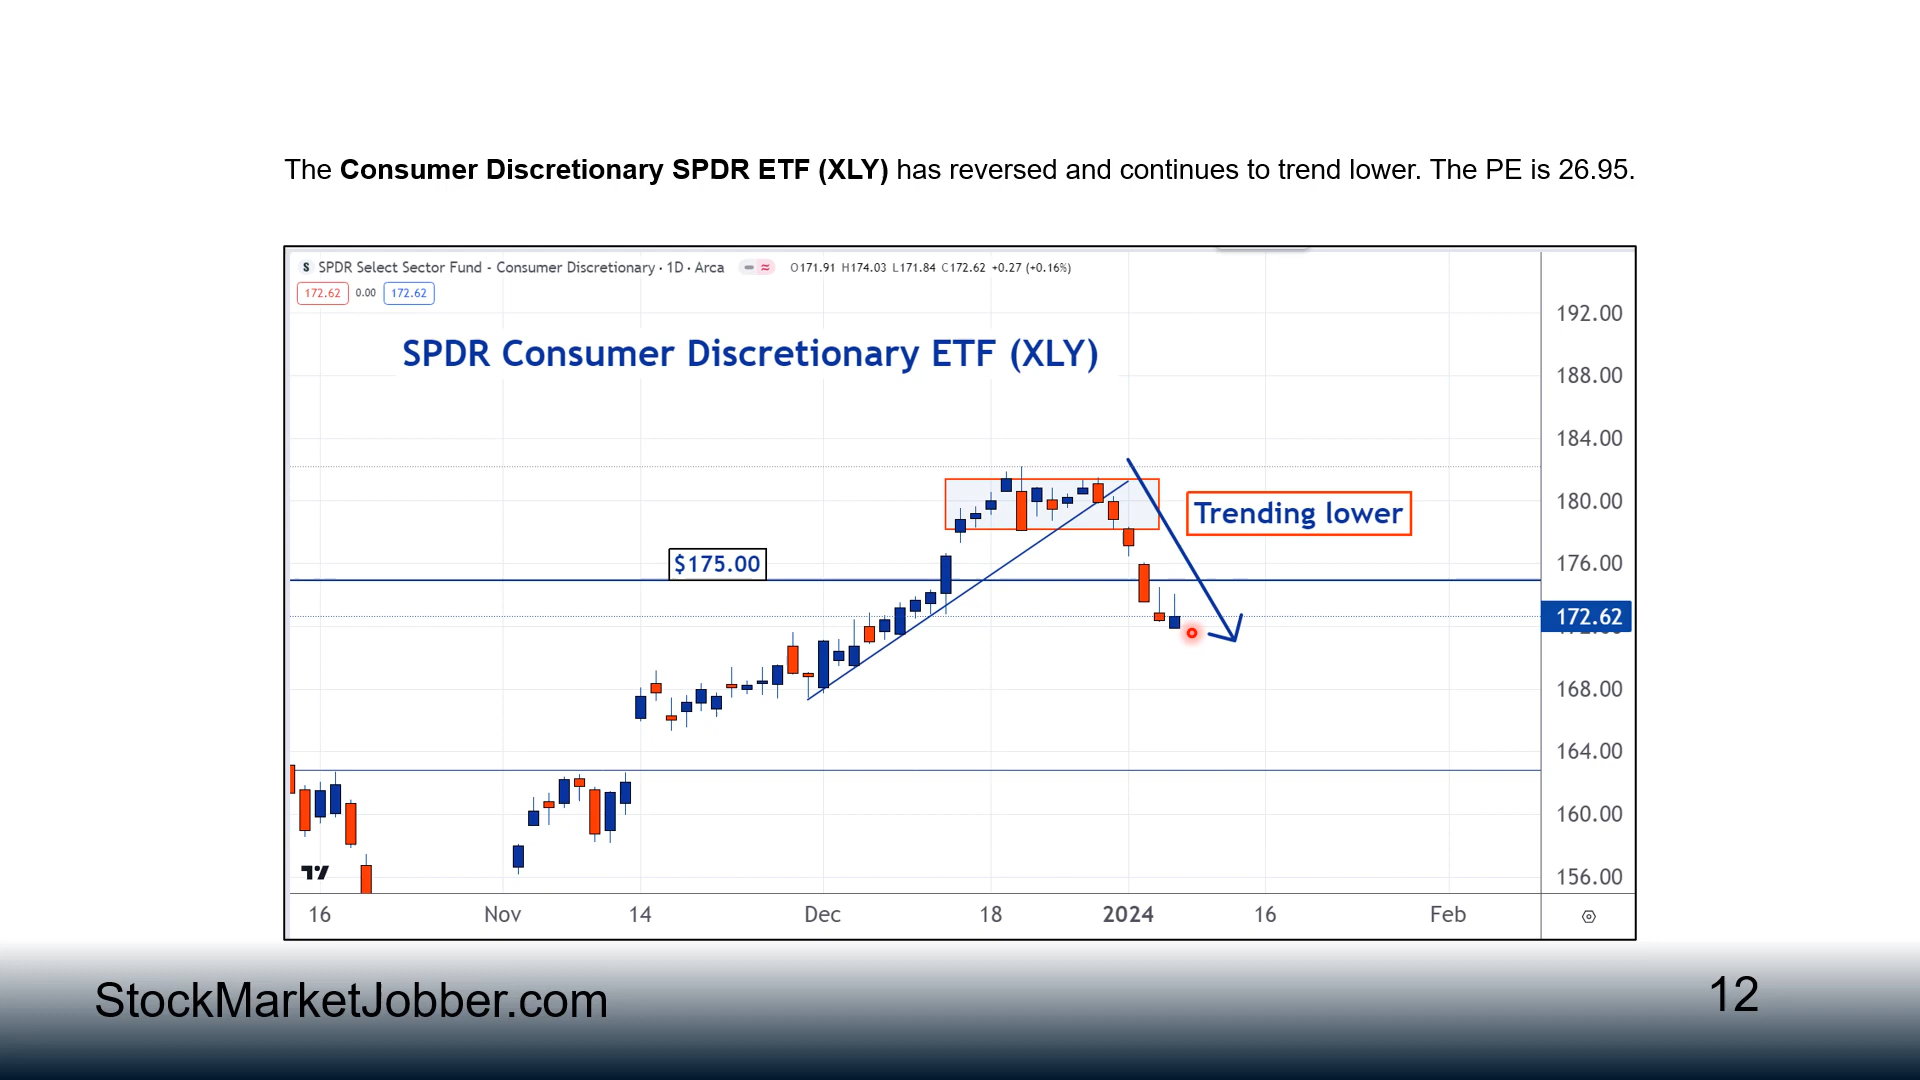 The Consumer Discretionary SPDR ETF (XLY) has reversed and continues to trend lower. The PE is 26.95.
S SPDR Select Sector Fund - Consumer Discretionary · 1D · Arca O171.91 H174.03 L171.84 C172.62 +0.27 (+0.16%)
172.62 0.00 172.62
SPDR Consumer Discretionary ETF (XLY)
192.00
188.00
184.00
180.00
Trending lower
176.00
$175.00
172.62
168.00
164.00
160.00
156.00
16 Nov 14 Dec 18 2024 16 Feb
StockMarketJobber.com
12